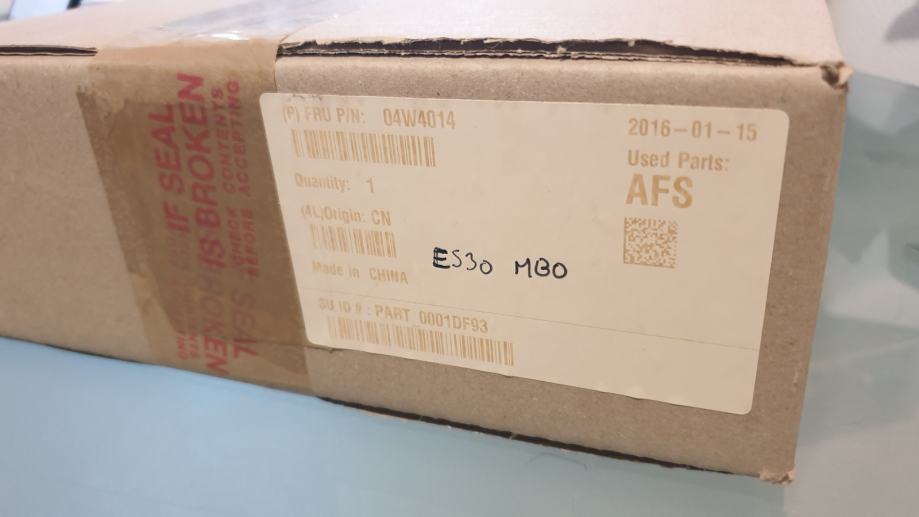 (P) FRU P/N: 04W4014
2016-01-15
Used Parts:
AFS
Quantity: 1
(4L)Origin: CN
Made in CHINA
E530 MBO
SU ID # : PART 0001DF93
IF SEAL
IS BROKEN
CHECK CONTENTS
BEFORE ACCEPTING
SEAL